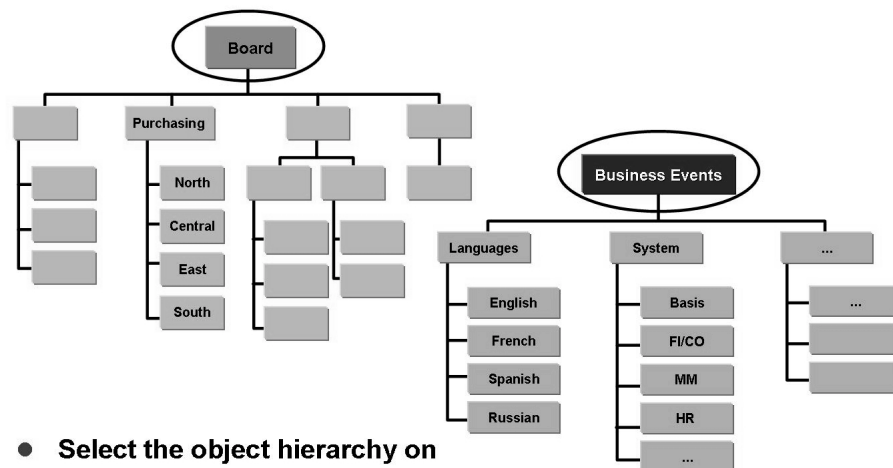 Board
Purchasing
North
Central
East
South
Business Events
Languages
System
...
English
French
Spanish
Russian
Basis
FI/CO
MM
HR
...
...
Select the object hierarchy on